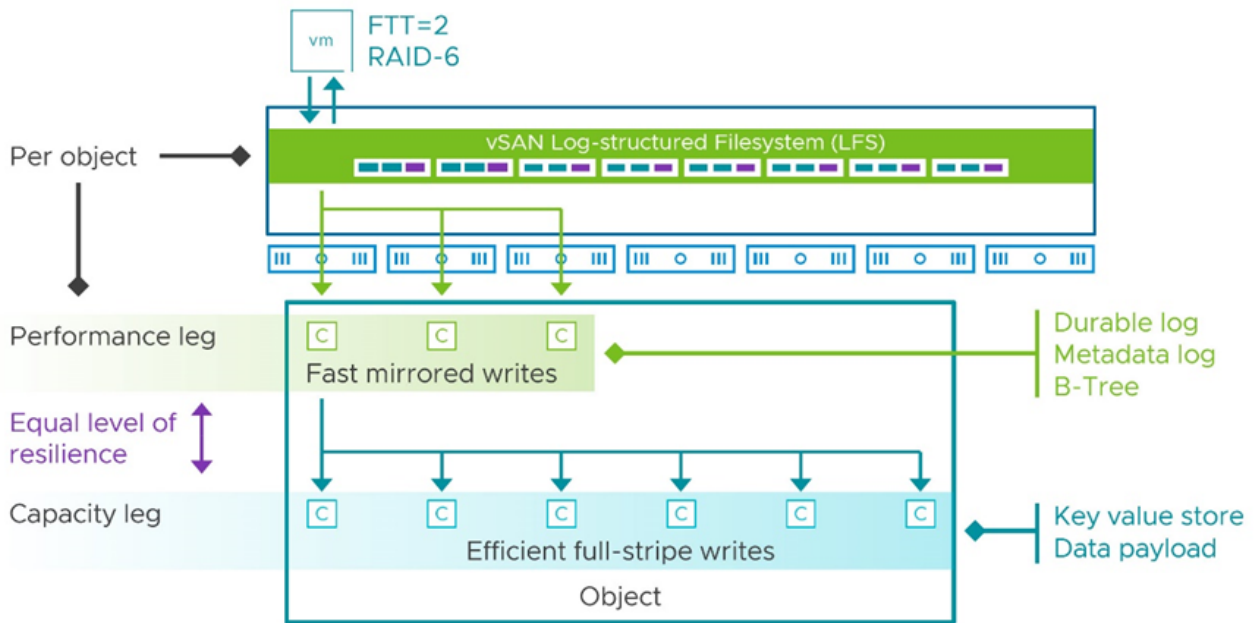 vm
FTT=2
RAID-6
vSAN Log-structured Filesystem (LFS)
Per object
Performance leg
C C C
Fast mirrored writes
Durable log
Metadata log
B-Tree
Equal level of
resilience
Capacity leg
C C C C C C
Efficient full-stripe writes
Key value store
Data payload
Object